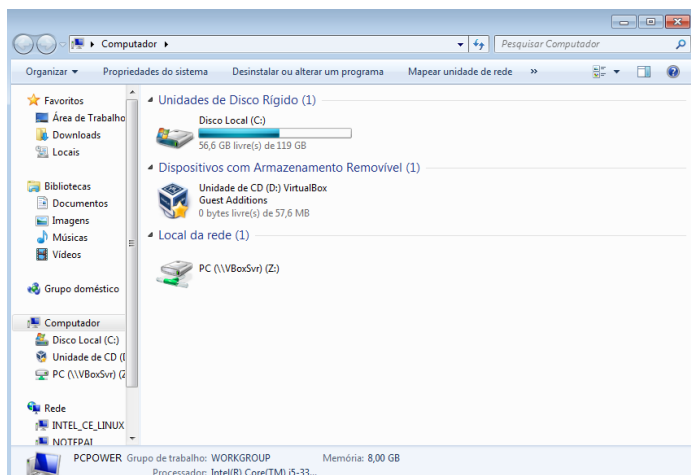 Computador
Pesquisar Computador
Organizar
Propriedades do sistema
Desinstalar ou alterar um programa
Mapear unidade de rede
»
Favoritos
Área de Trabalho
Downloads
Locais
Bibliotecas
Documentos
Imagens
Músicas
Vídeos
Grupo doméstico
Computador
Disco Local (C:)
Unidade de CD (
PC (\\VBoxSvr) (Z
Rede
INTEL_CE_LINUX
NOTEPAI
Unidades de Disco Rígido (1)
Disco Local (C:)
56,6 GB livre(s) de 119 GB
Dispositivos com Armazenamento Removível (1)
Unidade de CD (D:) VirtualBox
Guest Additions
0 bytes livre(s) de 57,6 MB
Local da rede (1)
PC (\\VBoxSvr) (Z:)
PCPOWER Grupo de trabalho: WORKGROUP Memória: 8,00 GB
Processador: Intel(R) Core(TM) i5-33...